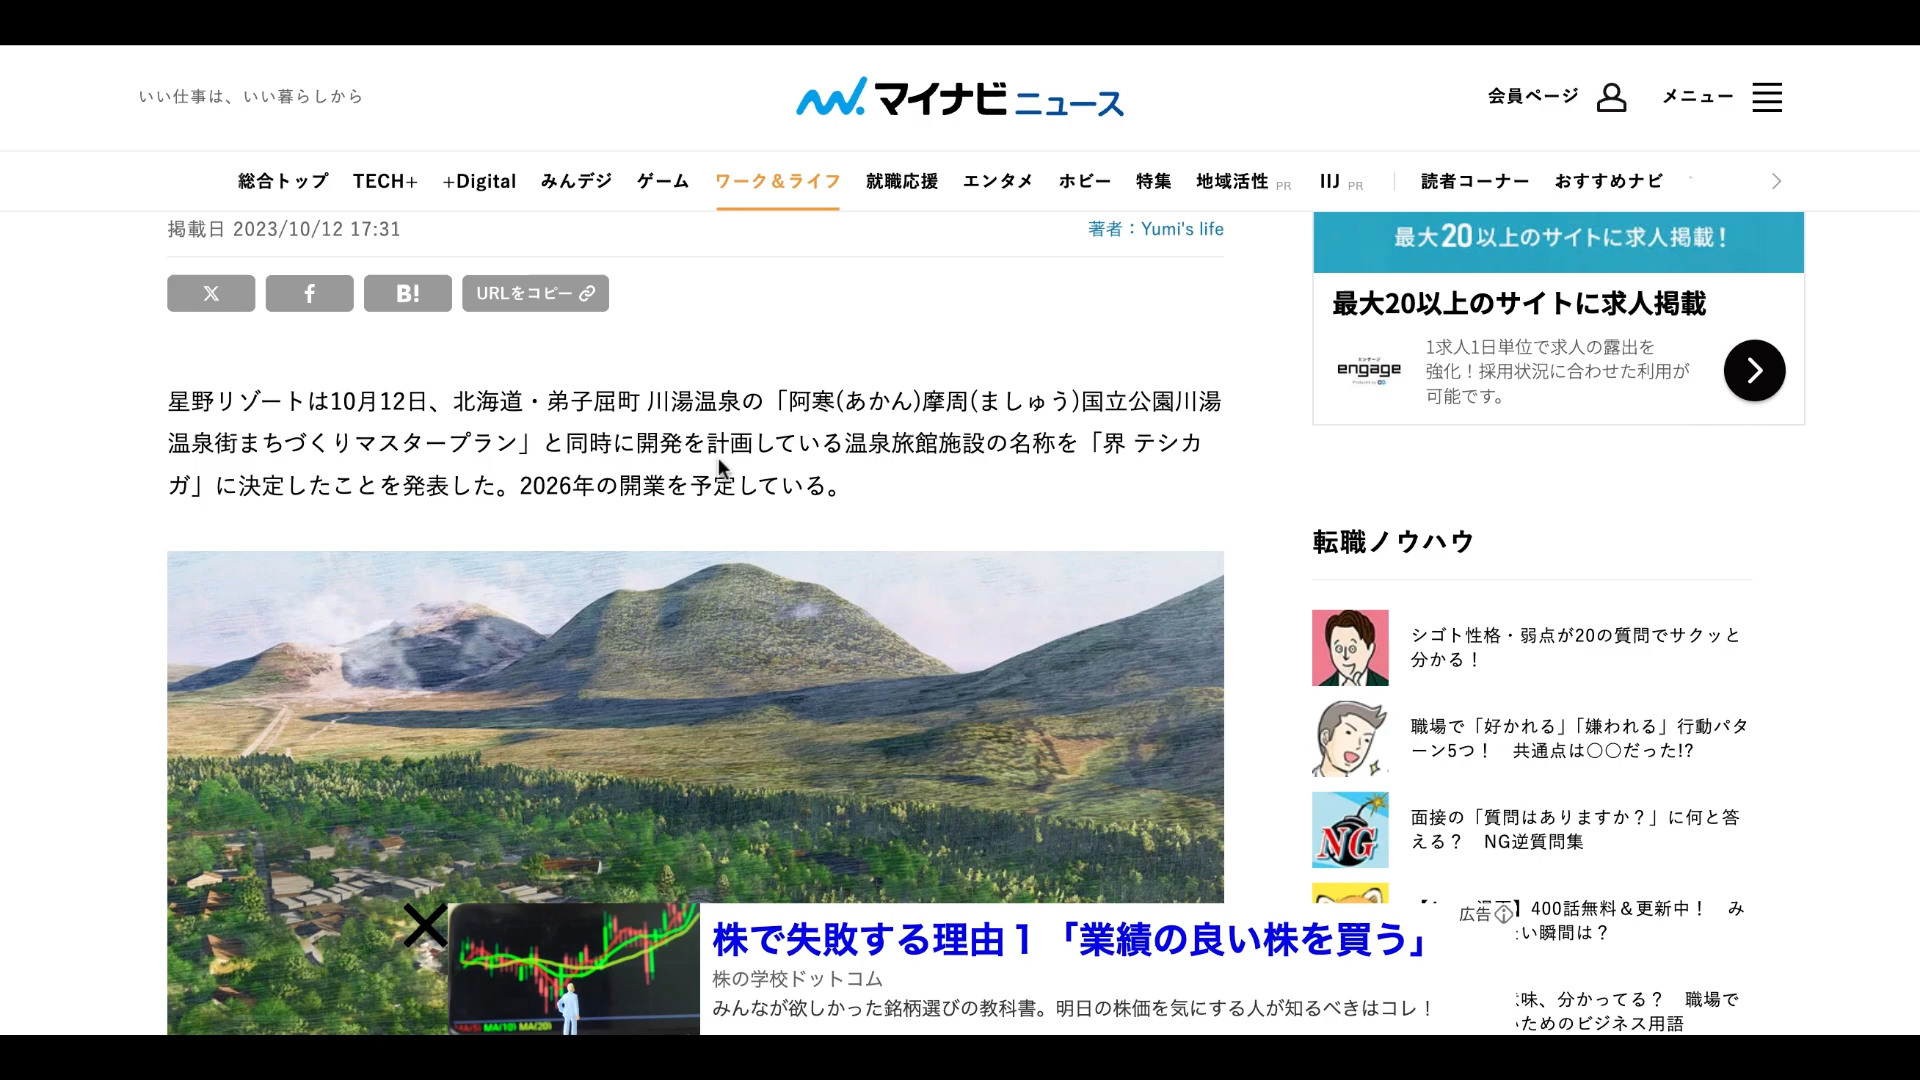 いい仕事は、いい暮らしから
マイナビニュース
会員ページ
メニュー
総合トップ TECH+ +Digital みんデジ ゲーム ワーク＆ライフ 就職応援 エンタメ ホビー 特集 地域活性 PR IIJ PR 読者コーナー おすすめナビ
掲載日 2023/10/12 17:31
著者：Yumi's life
B!
URLをコピー
星野リゾートは10月12日、北海道・弟子屈町 川湯温泉の「阿寒(あかん)摩周(ましゅう)国立公園川湯
温泉街まちづくりマスタープラン」と同時に開発を計画している温泉旅館施設の名称を「界 テシカ
ガ」に決定したことを発表した。2026年の開業を予定している。
最大20以上のサイトに求人掲載！
最大20以上のサイトに求人掲載
エンゲージ
engage
1求人1日単位で求人の露出を
強化！採用状況に合わせた利用が
可能です。
転職ノウハウ
シゴト性格・弱点が20の質問でサクッと
分かる！
職場で「好かれる」「嫌われる」行動パタ
ーン5つ！　共通点は〇〇だった!?
NG
面接の「質問はありますか？」に何と答
える？　NG逆質問集
】400話無料＆更新中！　み
い瞬間は？
味、分かってる？　職場で
ためのビジネス用語
広告
株で失敗する理由１「業績の良い株を買う」
株の学校ドットコム
みんなが欲しかった銘柄選びの教科書。明日の株価を気にする人が知るべきはコレ！
MA(5) MA(10) MA(20)